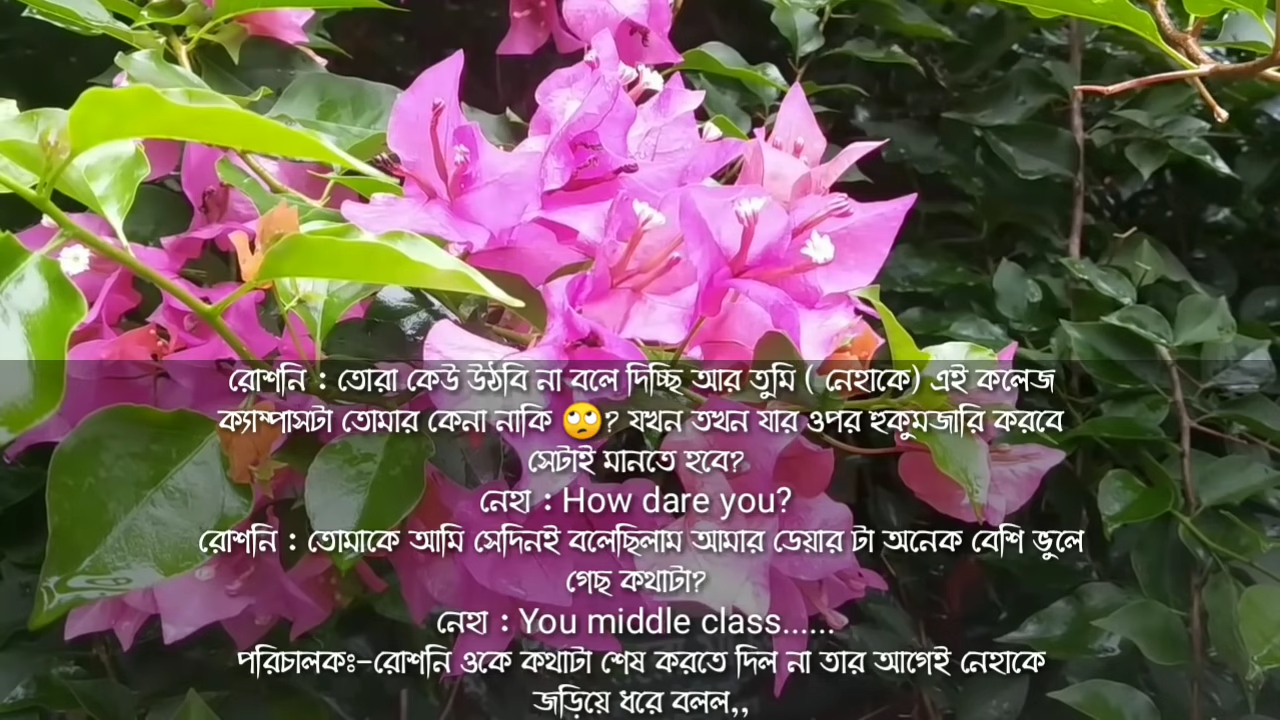 রোশনি : তোরা কেউ উঠবি না বলে দিচ্ছি আর তুমি ( নেহাকে) এই কলেজ
ক্যাম্পাসটা তোমার কেনা নাকি 🙄? যখন তখন যার ওপর হুকুমজারি করবে
সেটাই মানতে হবে?
নেহা : How dare you?
রোশনি : তোমাকে আমি সেদিনই বলেছিলাম আমার ডেয়ার টা অনেক বেশি ভুলে
গেছ কথাটা?
নেহা : You middle class......
পরিচালকঃ-রোশনি ওকে কথাটা শেষ করতে দিল না তার আগেই নেহাকে
জড়িয়ে ধরে বলল,,